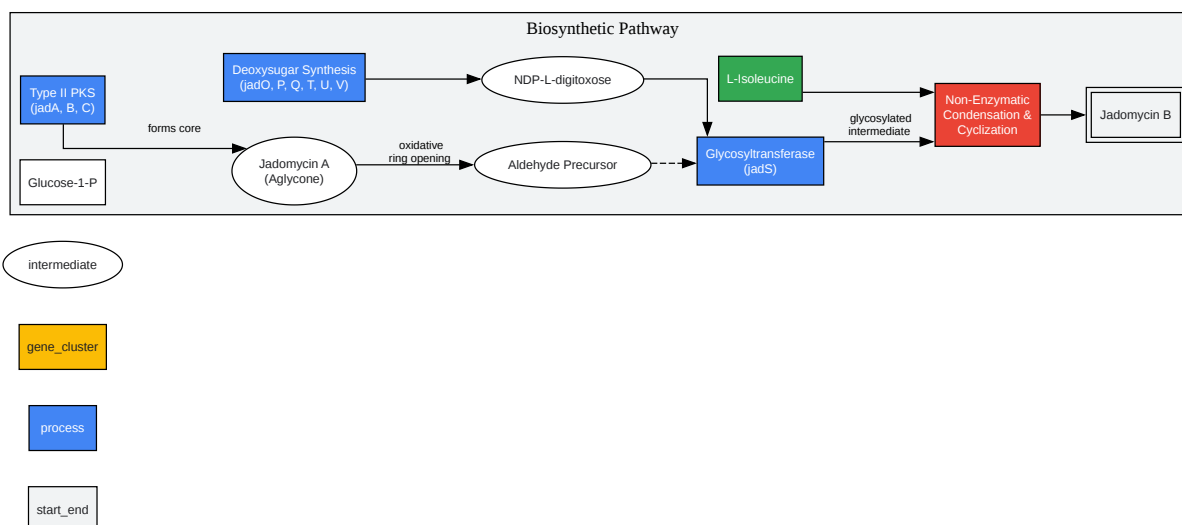 Biosynthetic Pathway
Type II PKS
(jadA, B, C)
Glucose-1-P
forms core
Deoxysugar Synthesis
(jadO, P, Q, T, U, V)
Jadomycin A
(Aglycone)
oxidative
ring opening
NDP-L-digitoxose
Aldehyde Precursor
L-Isoleucine
Glycosyltransferase
(jadS)
glycosylated
intermediate
Non-Enzymatic
Condensation &
Cyclization
Jadomycin B
intermediate
gene_cluster
process
start_end